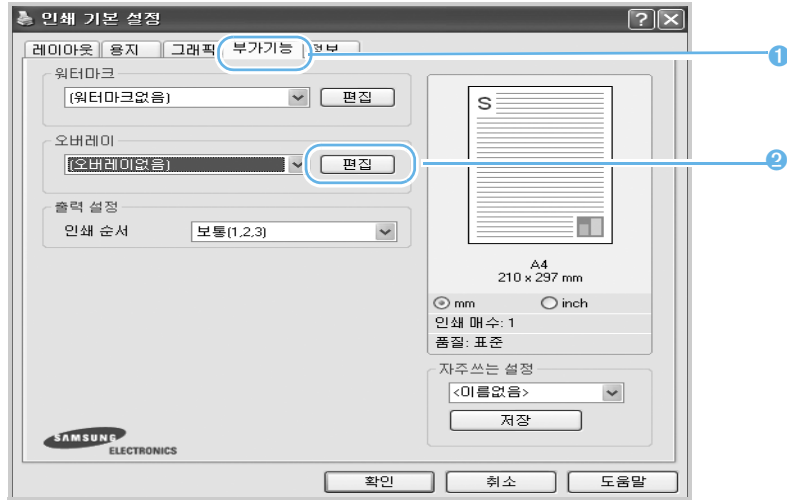 인쇄 기본 설정
레이아웃 용지 그래픽 부가기능 정보
1
워터마크
(워터마크없음) 편집
오버레이
(오버레이없음) 편집
2
출력 설정
인쇄 순서 보통(1,2,3)
S
A4
210 x 297 mm
mm inch
인쇄 매수: 1
품질: 표준
자주쓰는 설정
<이름없음>
저장
SAMSUNG
ELECTRONICS
확인 취소 도움말